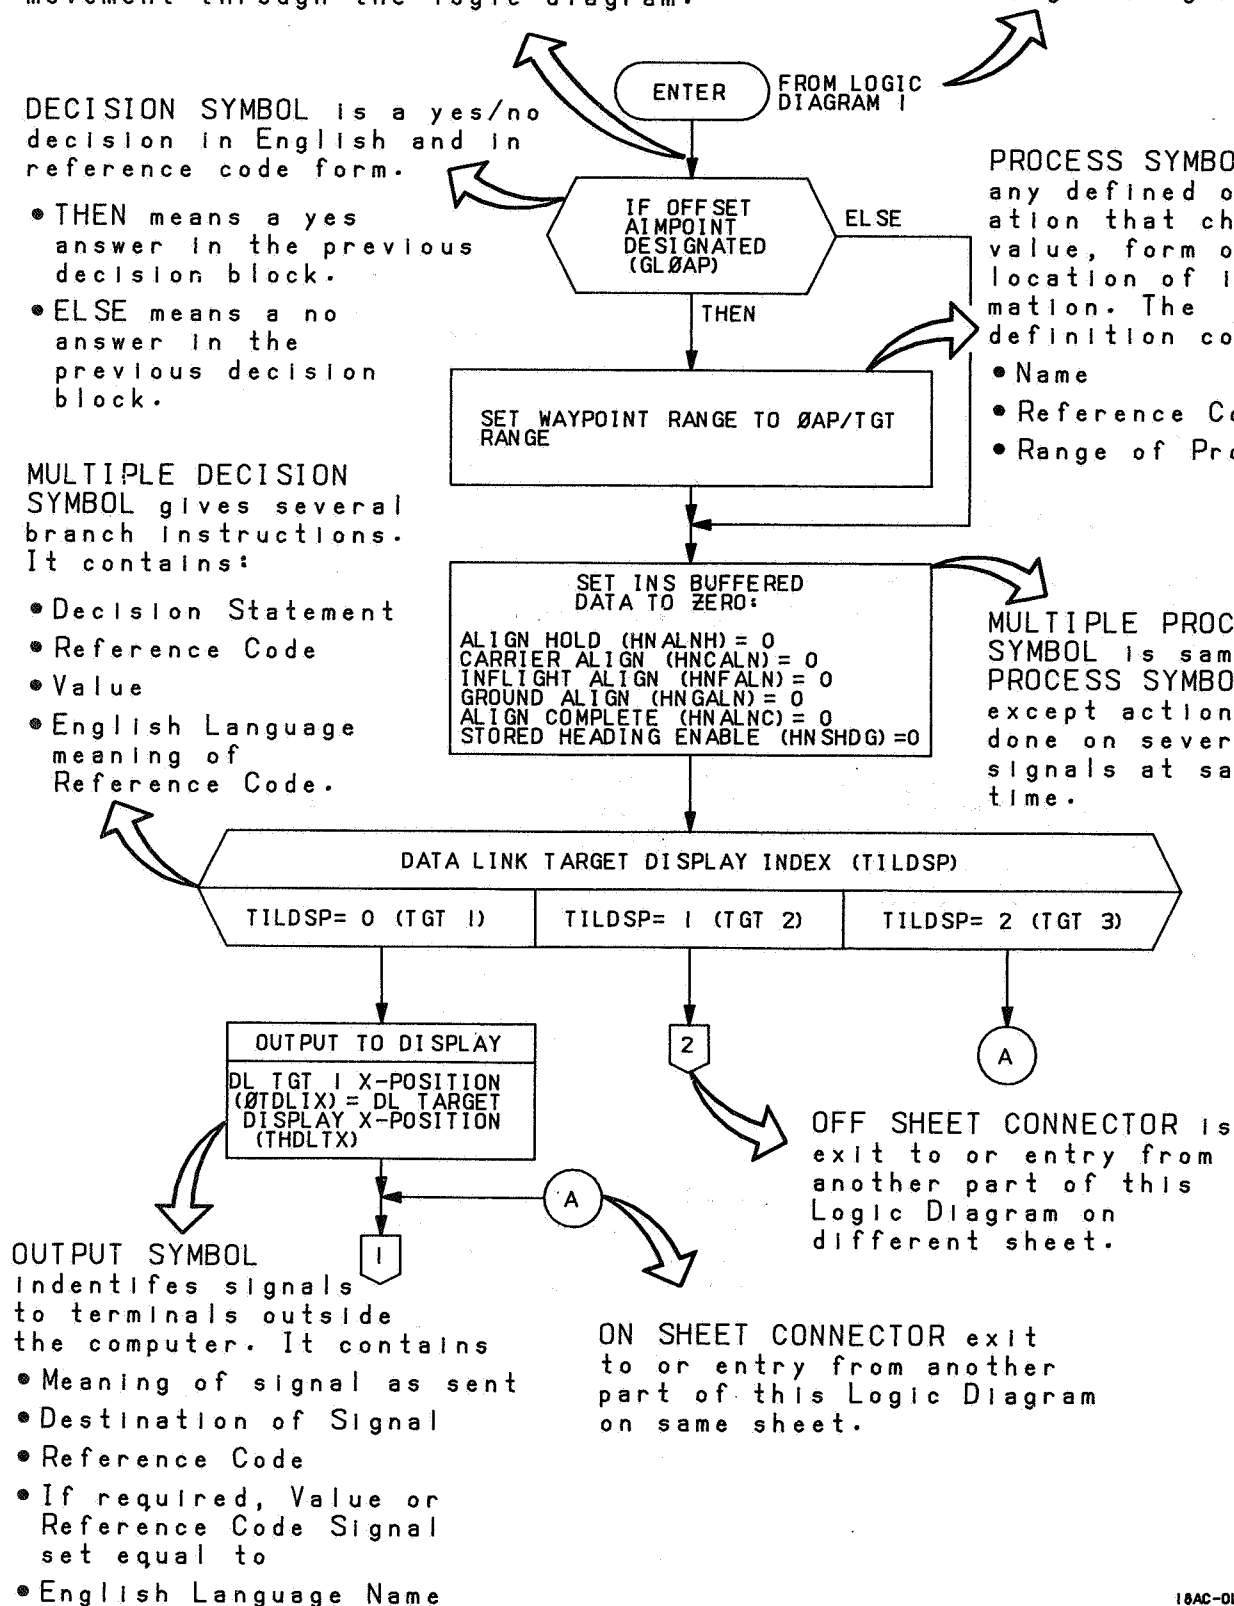 movement through the logic diagram.
ENTER
FROM LOGIC
DIAGRAM 1
DECISION SYMBOL is a yes/no
decision in English and in
reference code form.
• THEN means a yes
answer in the previous
decision block.
• ELSE means a no
answer in the
previous decision
block.
IF OFFSET
AIMPOINT
DESIGNATED
(GLØAP)
ELSE
THEN
PROCESS SYMBO
any defined o
ation that ch
value, form o
location of i
mation. The
definition co
• Name
• Reference Co
• Range of Pro
SET WAYPOINT RANGE TO ØAP/TGT
RANGE
MULTIPLE DECISION
SYMBOL gives several
branch instructions.
It contains:
• Decision Statement
• Reference Code
• Value
• English Language
meaning of
Reference Code.
SET INS BUFFERED
DATA TO ZERO:
ALIGN HOLD (HNALNH) = 0
CARRIER ALIGN (HNCALN) = 0
INFLIGHT ALIGN (HNFALN) = 0
GROUND ALIGN (HNGALN) = 0
ALIGN COMPLETE (HNALNC) = 0
STORED HEADING ENABLE (HNSHDG) =0
MULTIPLE PROC
SYMBOL is sam
PROCESS SYMBO
except action
done on sever
signals at sa
time.
DATA LINK TARGET DISPLAY INDEX (TILDSP)
TILDSP= 0 (TGT 1)
TILDSP= 1 (TGT 2)
TILDSP= 2 (TGT 3)
OUTPUT TO DISPLAY
DL TGT 1 X-POSITION
(ØTDL1X) = DL TARGET
DISPLAY X-POSITION
(THDLTX)
2
A
OFF SHEET CONNECTOR is
exit to or entry from
another part of this
Logic Diagram on
different sheet.
A
1
OUTPUT SYMBOL
indentifes signals
to terminals outside
the computer. It contains
• Meaning of signal as sent
• Destination of Signal
• Reference Code
• If required, Value or
Reference Code Signal
set equal to
• English Language Name
ON SHEET CONNECTOR exit
to or entry from another
part of this Logic Diagram
on same sheet.